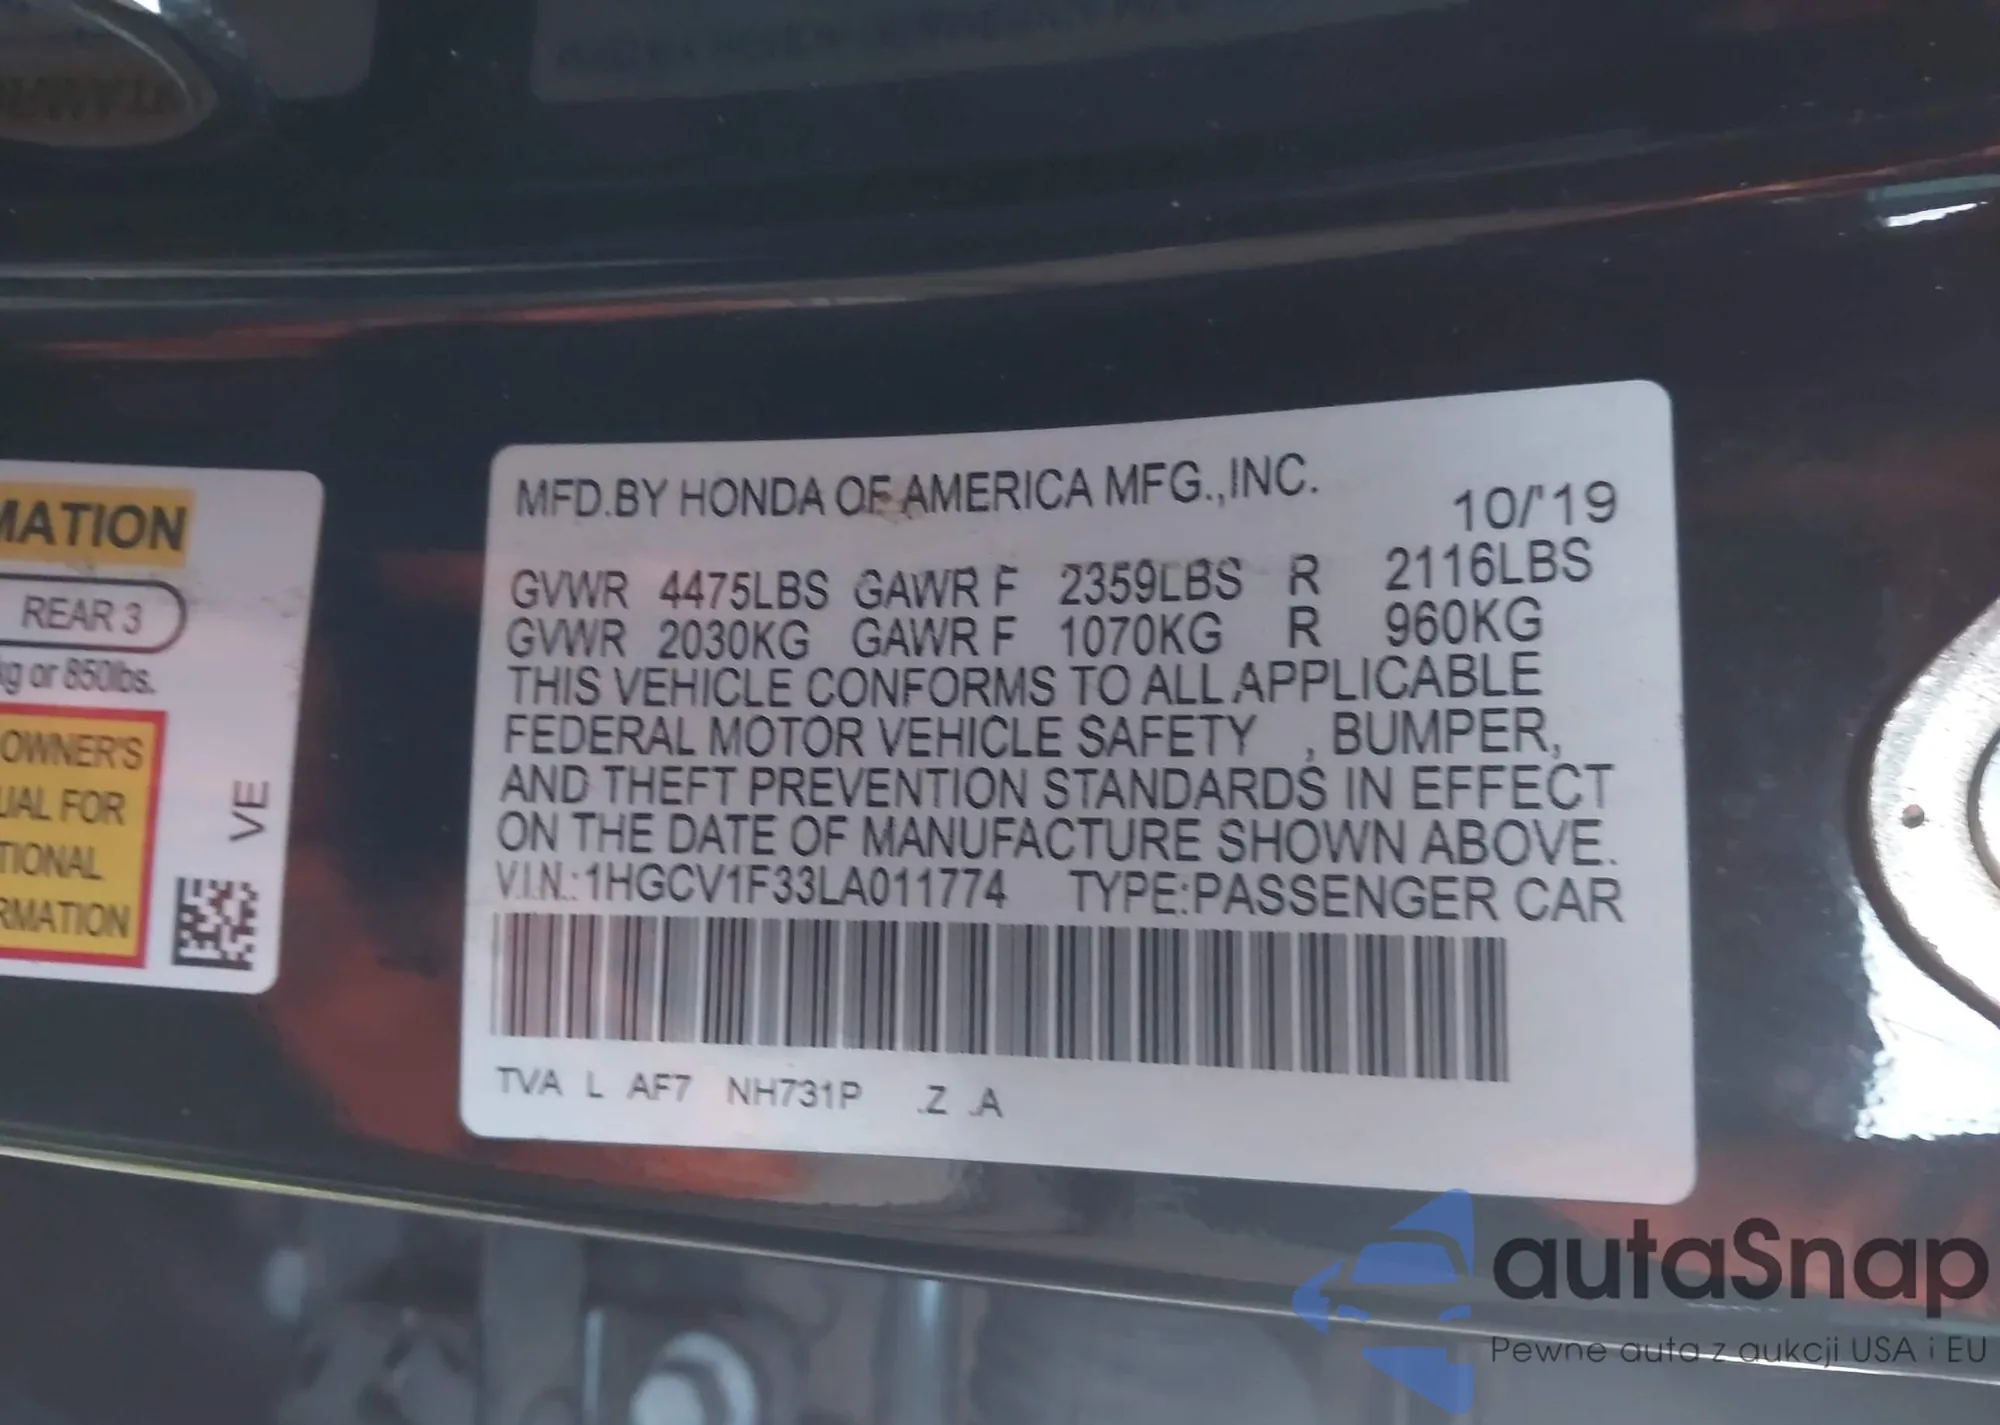 MATION
REAR 3
kg or 850lbs.
OWNER'S
UAL FOR
TIONAL
RMATION
VE
MFD.BY HONDA OF AMERICA MFG.,INC.
10/'19
GVWR 4475LBS GAWR F 2359LBS R 2116LBS
GVWR 2030KG GAWR F 1070KG R 960KG
THIS VEHICLE CONFORMS TO ALL APPLICABLE
FEDERAL MOTOR VEHICLE SAFETY , BUMPER,
AND THEFT PREVENTION STANDARDS IN EFFECT
ON THE DATE OF MANUFACTURE SHOWN ABOVE.
V.I.N.:1HGCV1F33LA011774 TYPE:PASSENGER CAR
TVA L AF7 NH731P .Z .A
autaSnap
Pewne auta z aukcji USA i EU